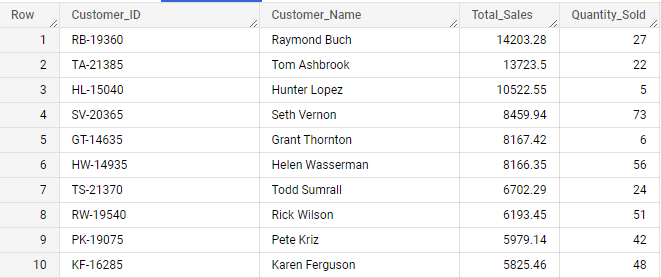 Row Customer_ID Customer_Name Total_Sales Quantity_Sold
1 RB-19360 Raymond Buch 14203.28 27
2 TA-21385 Tom Ashbrook 13723.5 22
3 HL-15040 Hunter Lopez 10522.55 5
4 SV-20365 Seth Vernon 8459.94 73
5 GT-14635 Grant Thornton 8167.42 6
6 HW-14935 Helen Wasserman 8166.35 56
7 TS-21370 Todd Sumrall 6702.29 24
8 RW-19540 Rick Wilson 6193.45 51
9 PK-19075 Pete Kriz 5979.14 42
10 KF-16285 Karen Ferguson 5825.46 48